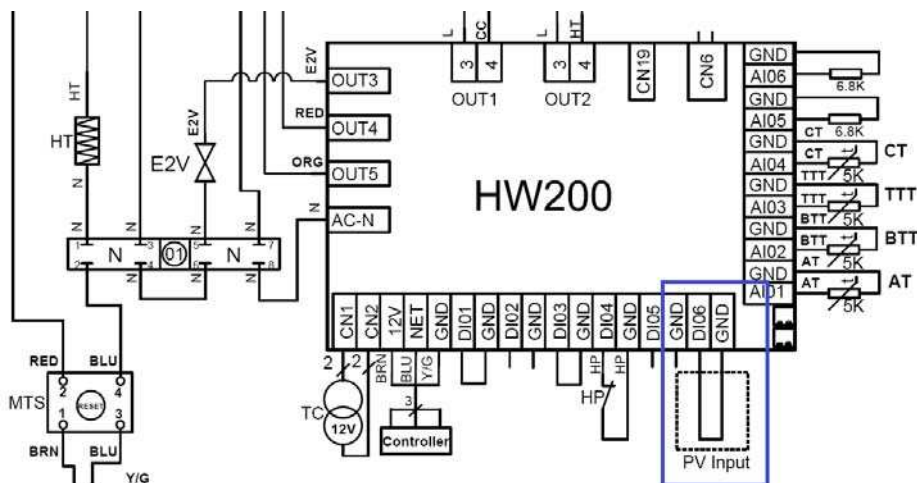 L
CC
L
HT
GND
AI06
GND
AI05
GND
AI04
GND
AI03
GND
AI02
GND
AI01
6.8K
6.8K
CT
CT
5K
CT
TTT
TTT
5K
TTT
BTT
BTT
5K
BTT
AT
AT
5K
AT
3 4
OUT1
3 4
OUT2
CN19
CN6
HT
HT
N
E2V
E2V
E2V
N
OUT3
RED
OUT4
ORG
OUT5
N
AC-N
HW200
N
N
1 3 5 7
N 01 N
2 4 6 8
N
N
N
N
CN1 CN2 12V NET GND DI01 GND DI02 GND DI03 GND DI04 GND DI05 GND DI06 GND
2 2
BRN
BLU
Y/G
HP
HP
TC
12V
3
Controller
HP
PV Input
RED BLU
2 4
MTS
RESET
1 3
BRN BLU
Y/G